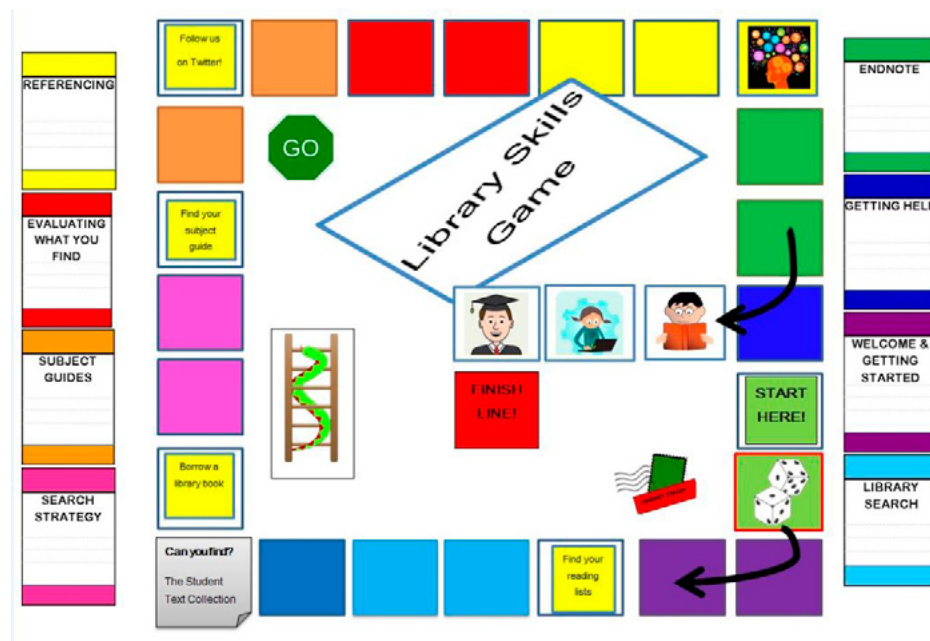 REFERENCING
EVALUATING
WHAT YOU
FIND
SUBJECT
GUIDES
SEARCH
STRATEGY
Follow us
on Twitter!
GO
Find your
subject
guide
Borrow a
library book
Can you find?
The Student
Text Collection
Library Skills
Game
FINISH
LINE!
Find your
reading
lists
START
HERE!
ENDNOTE
GETTING HELP
WELCOME &
GETTING
STARTED
LIBRARY
SEARCH